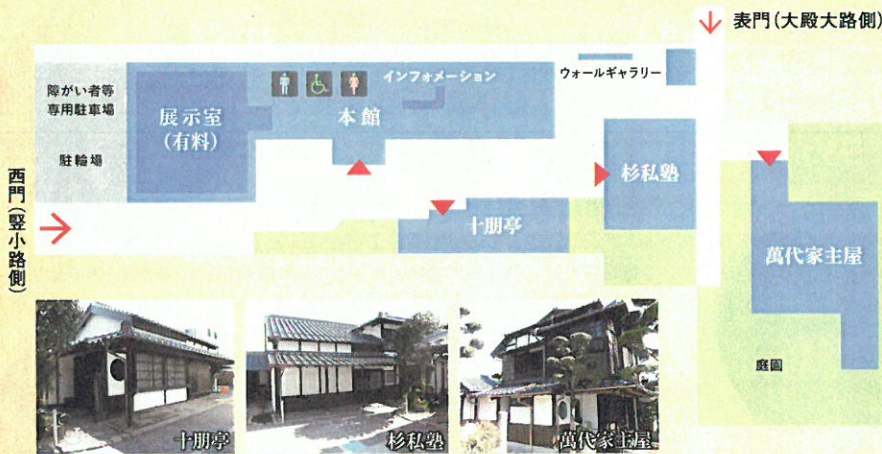 表門(大殿大路側)
インフォメーション
ウォールギャラリー
障がい者等
専用駐車場
展示室
(有料)
本館
駐輪場
杉私塾
西門(竪小路側)
十朋亭
萬代家主屋
庭園
十朋亭
杉私塾
萬代家主屋